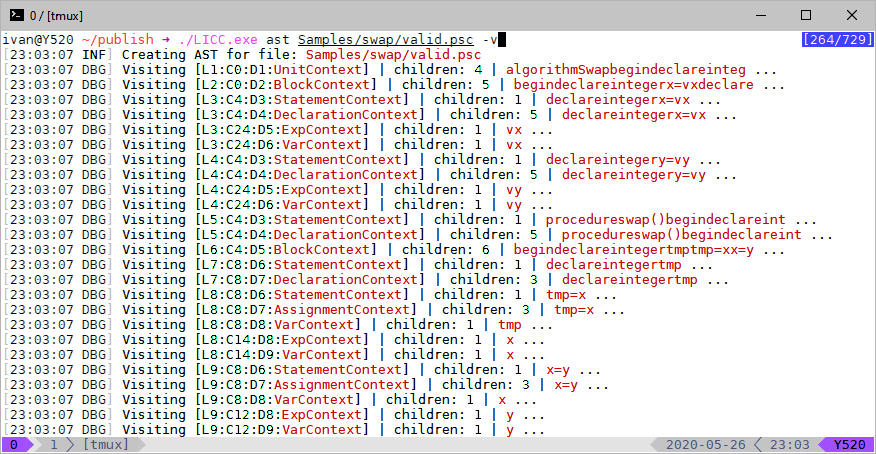 0 / [tmux]
ivan@Y520 ~/publish → ./LICC.exe ast Samples/swap/valid.psc -v [264/729]
[23:03:07 INF] Creating AST for file: Samples/swap/valid.psc
[23:03:07 DBG] Visiting [L1:C0:D1:UnitContext] | children: 4 | algorithmSwapbegindeclareinteg ...
[23:03:07 DBG] Visiting [L2:C0:D2:BlockContext] | children: 5 | begindeclareintegerx=vxdeclare ...
[23:03:07 DBG] Visiting [L3:C4:D3:StatementContext] | children: 1 | declareintegerx=vx ...
[23:03:07 DBG] Visiting [L3:C4:D4:DeclarationContext] | children: 5 | declareintegerx=vx ...
[23:03:07 DBG] Visiting [L3:C24:D5:ExpContext] | children: 1 | vx ...
[23:03:07 DBG] Visiting [L3:C24:D6:VarContext] | children: 1 | vx ...
[23:03:07 DBG] Visiting [L4:C4:D3:StatementContext] | children: 1 | declareintegery=vy ...
[23:03:07 DBG] Visiting [L4:C4:D4:DeclarationContext] | children: 5 | declareintegery=vy ...
[23:03:07 DBG] Visiting [L4:C24:D5:ExpContext] | children: 1 | vy ...
[23:03:07 DBG] Visiting [L4:C24:D6:VarContext] | children: 1 | vy ...
[23:03:07 DBG] Visiting [L5:C4:D3:StatementContext] | children: 1 | procedureswap()begindeclareint ...
[23:03:07 DBG] Visiting [L5:C4:D4:DeclarationContext] | children: 5 | procedureswap()begindeclareint ...
[23:03:07 DBG] Visiting [L6:C4:D5:BlockContext] | children: 6 | begindeclareintegertmptmp=xx=y ...
[23:03:07 DBG] Visiting [L7:C8:D6:StatementContext] | children: 1 | declareintegertmp ...
[23:03:07 DBG] Visiting [L7:C8:D7:DeclarationContext] | children: 3 | declareintegertmp ...
[23:03:07 DBG] Visiting [L8:C8:D6:StatementContext] | children: 1 | tmp=x ...
[23:03:07 DBG] Visiting [L8:C8:D7:AssignmentContext] | children: 3 | tmp=x ...
[23:03:07 DBG] Visiting [L8:C8:D8:VarContext] | children: 1 | tmp ...
[23:03:07 DBG] Visiting [L8:C14:D8:ExpContext] | children: 1 | x ...
[23:03:07 DBG] Visiting [L8:C14:D9:VarContext] | children: 1 | x ...
[23:03:07 DBG] Visiting [L9:C8:D6:StatementContext] | children: 1 | x=y ...
[23:03:07 DBG] Visiting [L9:C8:D7:AssignmentContext] | children: 3 | x=y ...
[23:03:07 DBG] Visiting [L9:C8:D8:VarContext] | children: 1 | x ...
[23:03:07 DBG] Visiting [L9:C12:D8:ExpContext] | children: 1 | y ...
[23:03:07 DBG] Visiting [L9:C12:D9:VarContext] | children: 1 | y ...
0 1 [tmux] 2020-05-26 23:03 Y520